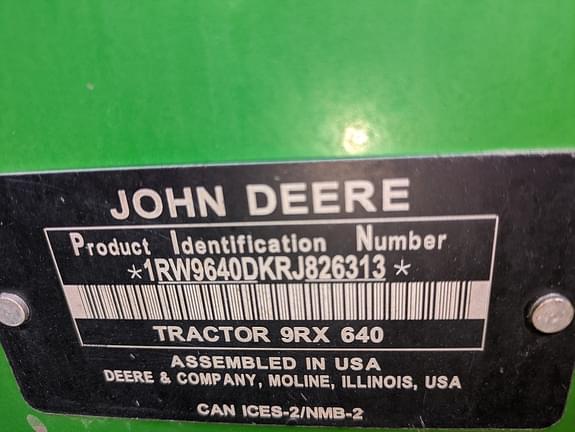 JOHN DEERE
Product Identification Number
*1RW9640DKRJ826313*
TRACTOR 9RX 640
ASSEMBLED IN USA
DEERE & COMPANY, MOLINE, ILLINOIS, USA
CAN ICES-2/NMB-2